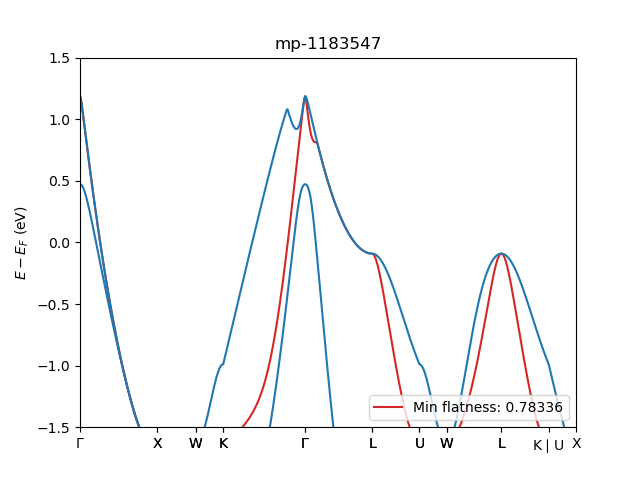 mp-1183547
E − E_F (eV)
1.5
1.0
0.5
0.0
−0.5
−1.0
−1.5
Min flatness: 0.78336
Γ X W K Γ L U W L K | U X